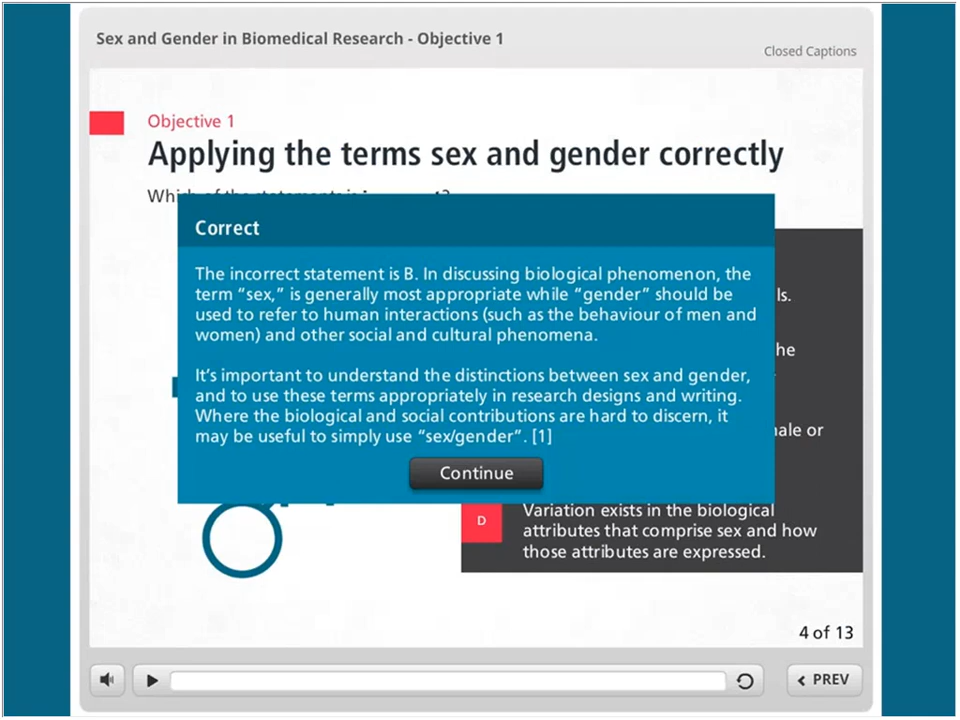 Sex and Gender in Biomedical Research - Objective 1
Closed Captions
Objective 1
Applying the terms sex and gender correctly
Correct
The incorrect statement is B. In discussing biological phenomenon, the
term “sex,” is generally most appropriate while “gender” should be
used to refer to human interactions (such as the behaviour of men and
women) and other social and cultural phenomena.
It's important to understand the distinctions between sex and gender,
and to use these terms appropriately in research designs and writing.
Where the biological and social contributions are hard to discern, it
may be useful to simply use “sex/gender”. [1]
Continue
or
D
Variation exists in the biological
attributes that comprise sex and how
those attributes are expressed.
4 of 13
PREV